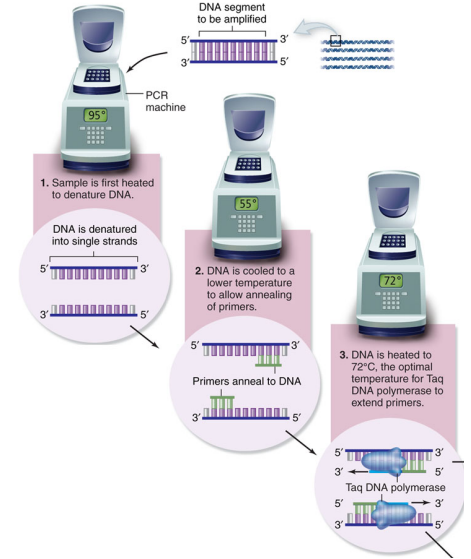 DNA segment
to be amplified
5′ 3′
3′ 5′
PCR
machine
95°
1. Sample is first heated
to denature DNA.
DNA is denatured
into single strands
5′ 3′
3′ 5′
55°
2. DNA is cooled to a
lower temperature
to allow annealing
of primers.
5′ 3′
Primers anneal to DNA
3′ 5′
72°
3. DNA is heated to
72°C, the optimal
temperature for Taq
DNA polymerase to
extend primers.
5′ 3′
3′ 5′
Taq DNA polymerase
5′ 3′
3′ 5′